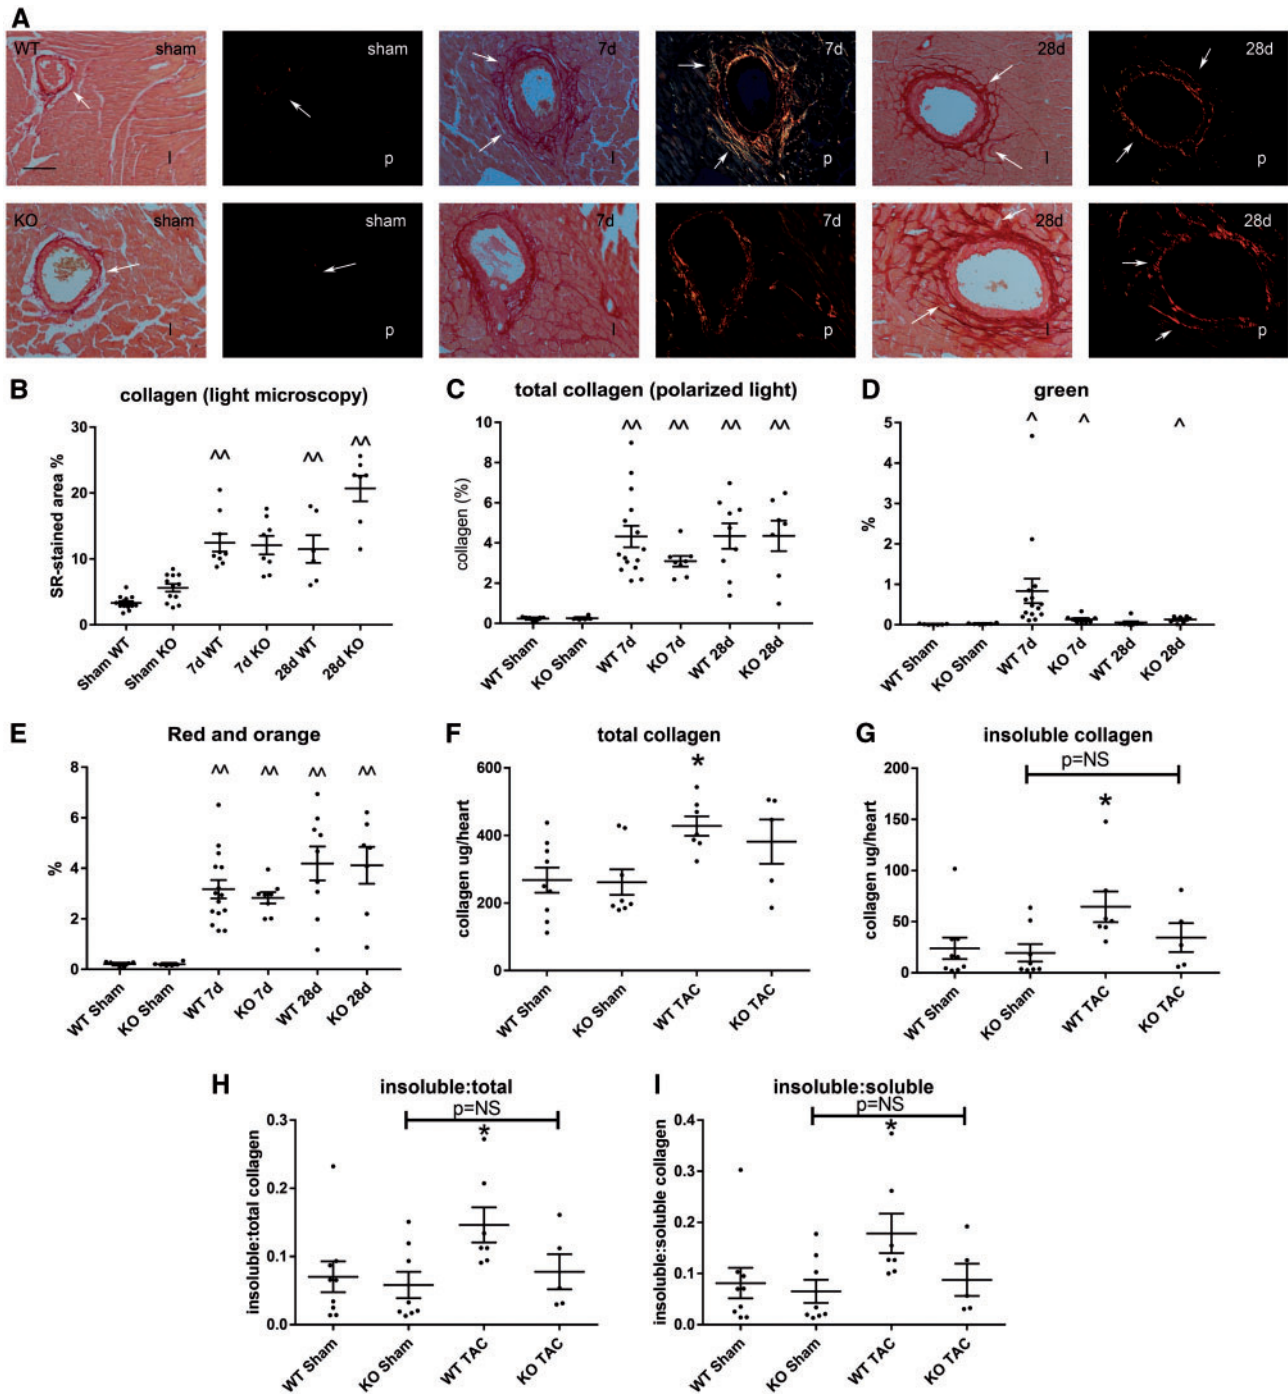 A
WT
sham
l
sham
p
7d
l
7d
p
28d
l
28d
p
KO
sham
l
sham
p
7d
l
7d
p
28d
l
28d
p
B
collagen (light microscopy)
SR-stained area %
30
20
10
0
^^
^^
^^
Sham WT
Sham KO
7d WT
7d KO
28d WT
28d KO
C
total collagen (polarized light)
collagen (%)
10
8
6
4
2
0
^^
^^
^^
^^
WT Sham
KO Sham
WT 7d
KO 7d
WT 28d
KO 28d
D
green
%
5
4
3
2
1
0
^
^
^
WT Sham
KO Sham
WT 7d
KO 7d
WT 28d
KO 28d
E
Red and orange
%
8
6
4
2
0
^^
^^
^^
^^
WT Sham
KO Sham
WT 7d
KO 7d
WT 28d
KO 28d
F
total collagen
collagen ug/heart
600
400
200
0
*
WT Sham
KO Sham
WT TAC
KO TAC
G
insoluble collagen
p=NS
collagen ug/heart
200
150
100
50
0
*
WT Sham
KO Sham
WT TAC
KO TAC
H
insoluble:total
p=NS
insoluble:total collagen
0.3
0.2
0.1
0.0
*
WT Sham
KO Sham
WT TAC
KO TAC
I
insoluble:soluble
p=NS
insoluble:soluble collagen
0.4
0.3
0.2
0.1
0.0
*
WT Sham
KO Sham
WT TAC
KO TAC